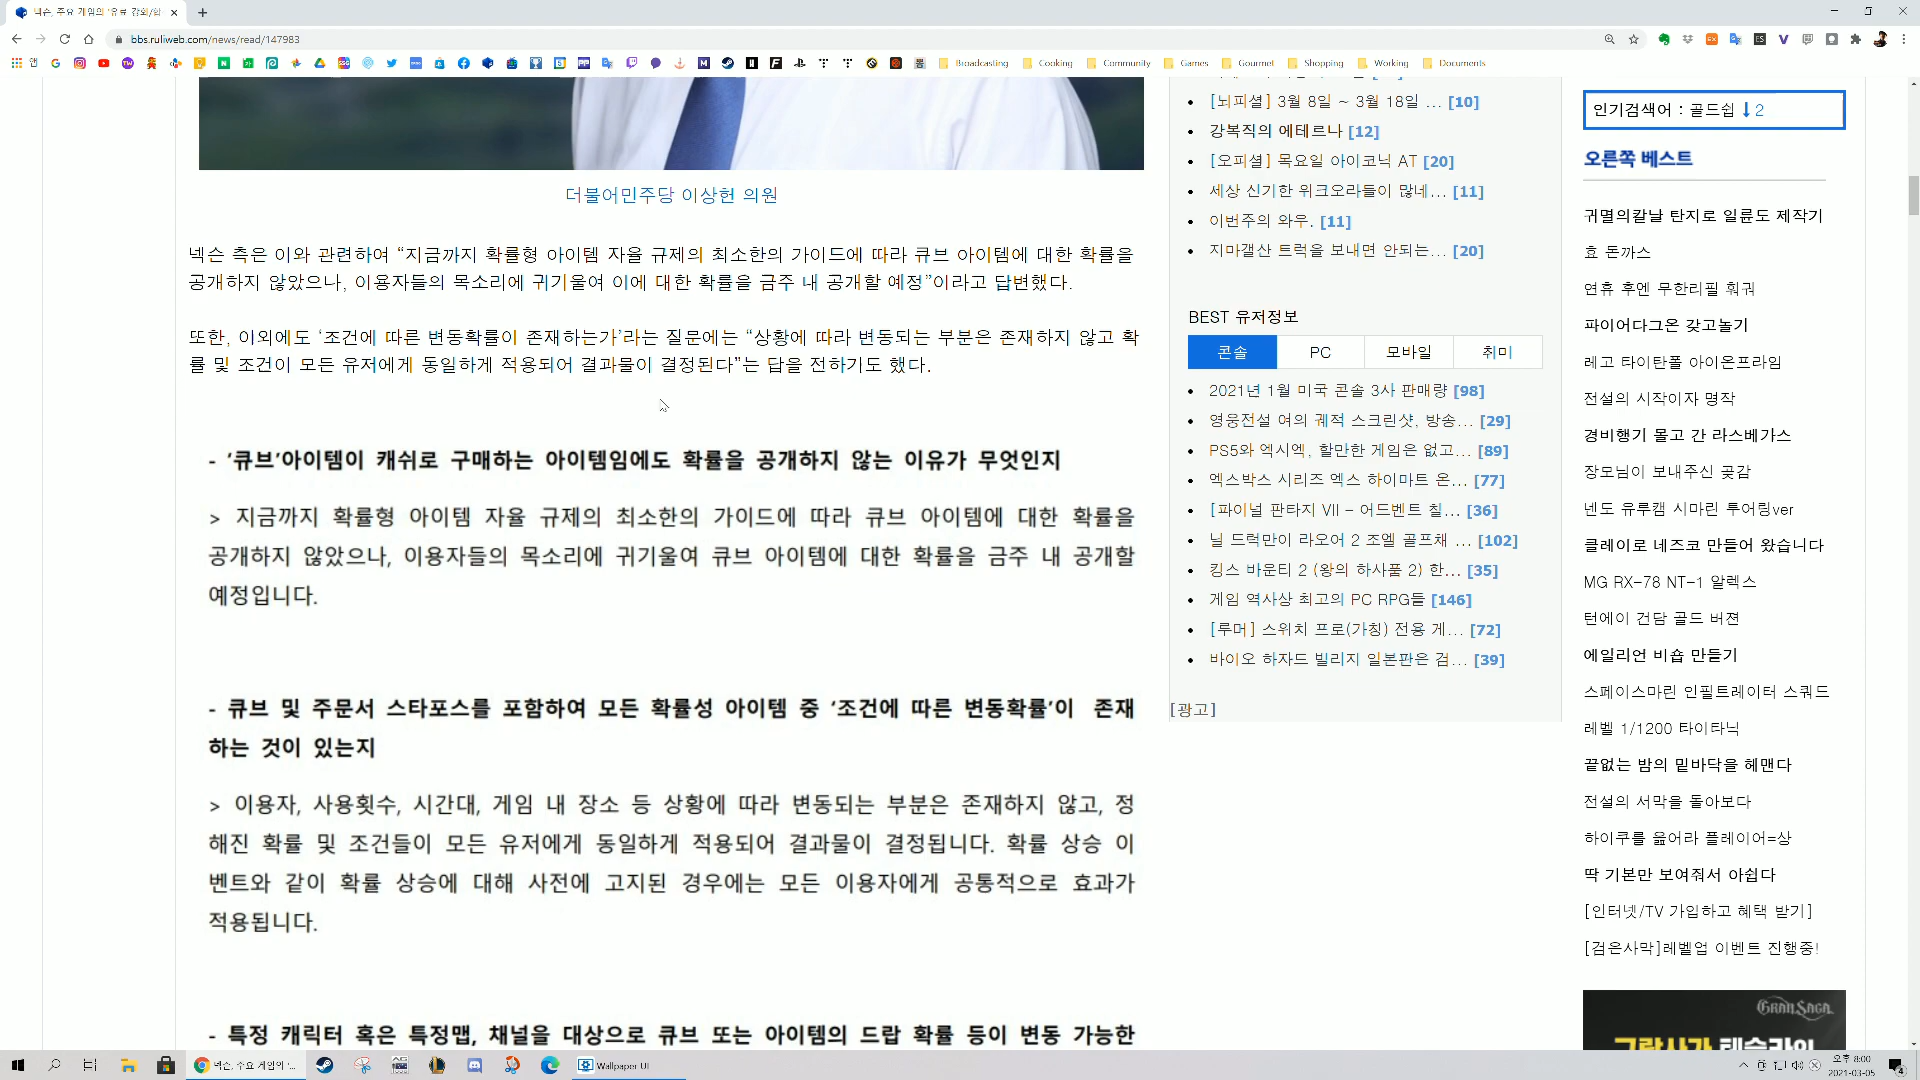 넥슨, 주요 게임의 '유료 강화/합
bbs.ruliweb.com/news/read/147983
앱
Broadcasting
Cooking
Community
Games
Gourmet
Shopping
Working
Documents
더불어민주당 이상헌 의원
넥슨 측은 이와 관련하여 “지금까지 확률형 아이템 자율 규제의 최소한의 가이드에 따라 큐브 아이템에 대한 확률을
공개하지 않았으나, 이용자들의 목소리에 귀기울여 이에 대한 확률을 금주 내 공개할 예정”이라고 답변했다.
또한, 이외에도 ‘조건에 따른 변동확률이 존재하는가’라는 질문에는 “상황에 따라 변동되는 부분은 존재하지 않고 확
률 및 조건이 모든 유저에게 동일하게 적용되어 결과물이 결정된다”는 답을 전하기도 했다.
- ‘큐브’아이템이 캐쉬로 구매하는 아이템임에도 확률을 공개하지 않는 이유가 무엇인지
> 지금까지 확률형 아이템 자율 규제의 최소한의 가이드에 따라 큐브 아이템에 대한 확률을
공개하지 않았으나, 이용자들의 목소리에 귀기울여 큐브 아이템에 대한 확률을 금주 내 공개할
예정입니다.
- 큐브 및 주문서 스타포스를 포함하여 모든 확률성 아이템 중 ‘조건에 따른 변동확률’이 존재
하는 것이 있는지
> 이용자, 사용횟수, 시간대, 게임 내 장소 등 상황에 따라 변동되는 부분은 존재하지 않고, 정
해진 확률 및 조건들이 모든 유저에게 동일하게 적용되어 결과물이 결정됩니다. 확률 상승 이
벤트와 같이 확률 상승에 대해 사전에 고지된 경우에는 모든 이용자에게 공통적으로 효과가
적용됩니다.
- 특정 캐릭터 혹은 특정맵, 채널을 대상으로 큐브 또는 아이템의 드랍 확률 등이 변동 가능한
[뇌피셜] 3월 8일 ~ 3월 18일 ... [10]
강복직의 에테르나 [12]
[오피셜] 목요일 아이코닉 AT [20]
세상 신기한 위크오라들이 많네... [11]
이번주의 와우. [11]
지마갤산 트럭을 보내면 안되는... [20]
BEST 유저정보
콘솔 PC 모바일 취미
2021년 1월 미국 콘솔 3사 판매량 [98]
영웅전설 여의 궤적 스크린샷, 방송... [29]
PS5와 엑시엑, 할만한 게임은 없고... [89]
엑스박스 시리즈 엑스 하이마트 온... [77]
[파이널 판타지 VII - 어드벤트 칠... [36]
닐 드럭만이 라오어 2 조엘 골프채 ... [102]
킹스 바운티 2 (왕의 하사품 2) 한... [35]
게임 역사상 최고의 PC RPG들 [146]
[루머] 스위치 프로(가칭) 전용 게... [72]
바이오 하자드 빌리지 일본판은 검... [39]
[광고]
인기검색어 : 골드쉽 ↓2
오른쪽 베스트
귀멸의칼날 탄지로 일륜도 제작기
효 돈까스
연휴 후엔 무한리필 훠궈
파이어다그온 갖고놀기
레고 타이탄폴 아이온프라임
전설의 시작이자 명작
경비행기 몰고 간 라스베가스
장모님이 보내주신 곶감
넨도 유루캠 시마린 투어링ver
클레이로 네즈코 만들어 왔습니다
MG RX-78 NT-1 알렉스
턴에이 건담 골드 버젼
에일리언 비숍 만들기
스페이스마린 인필트레이터 스쿼드
레벨 1/1200 타이타닉
끝없는 밤의 밑바닥을 헤맨다
전설의 서막을 돌아보다
하이쿠를 읊어라 플레이어=상
딱 기본만 보여줘서 아쉽다
[인터넷/TV 가입하고 혜택 받기]
[검은사막]레벨업 이벤트 진행중!
GRAN SAGA
넥슨, 주요 게임의 '...
Wallpaper UI
오후 8:00
2021-03-05